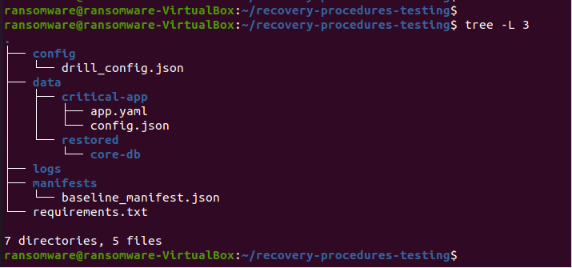 ransomware@ransomware-VirtualBox:~/recovery-procedures-testing$
ransomware@ransomware-VirtualBox:~/recovery-procedures-testing$ tree -L 3
.
├── config
│   └── drill_config.json
├── data
│   ├── critical-app
│   │   ├── app.yaml
│   │   └── config.json
│   └── restored
│       └── core-db
├── logs
├── manifests
│   └── baseline_manifest.json
└── requirements.txt
7 directories, 5 files
ransomware@ransomware-VirtualBox:~/recovery-procedures-testing$